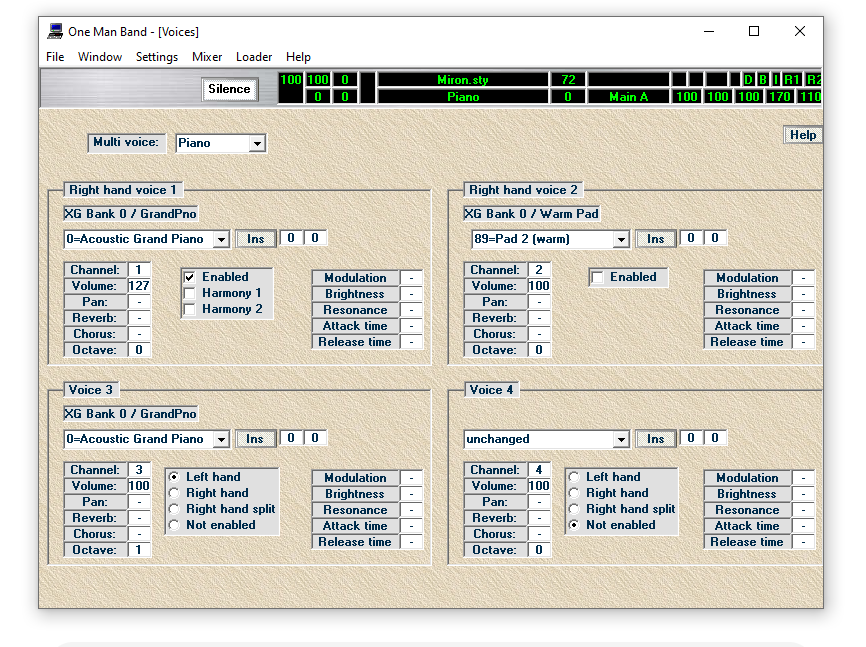 One Man Band - [Voices]
File Window Settings Mixer Loader Help
Silence
100 100 0 Miron.sty 72 D B I R1 R2
0 0 Piano 0 Main A 100 100 100 170 110
Help
Multi voice: Piano
Right hand voice 1
XG Bank 0 / GrandPno
0=Acoustic Grand Piano Ins 0 0
Channel: 1
Volume: 127
Pan: -
Reverb: -
Chorus: -
Octave: 0
Enabled
Harmony 1
Harmony 2
Modulation -
Brightness -
Resonance -
Attack time -
Release time -
Right hand voice 2
XG Bank 0 / Warm Pad
89=Pad 2 (warm) Ins 0 0
Channel: 2
Volume: 100
Pan: -
Reverb: -
Chorus: -
Octave: 0
Enabled
Modulation -
Brightness -
Resonance -
Attack time -
Release time -
Voice 3
XG Bank 0 / GrandPno
0=Acoustic Grand Piano Ins 0 0
Channel: 3
Volume: 100
Pan: -
Reverb: -
Chorus: -
Octave: 1
Left hand
Right hand
Right hand split
Not enabled
Modulation -
Brightness -
Resonance -
Attack time -
Release time -
Voice 4
unchanged Ins 0 0
Channel: 4
Volume: 100
Pan: -
Reverb: -
Chorus: -
Octave: 0
Left hand
Right hand
Right hand split
Not enabled
Modulation -
Brightness -
Resonance -
Attack time -
Release time -